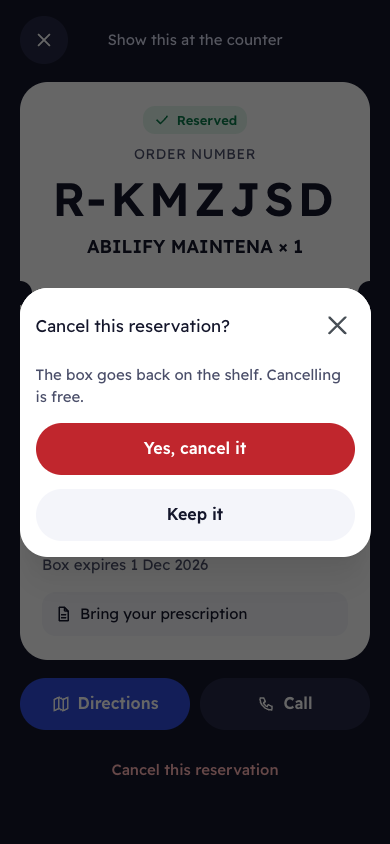 Show this at the counter
Reserved
ORDER NUMBER
R-KMZJSD
ABILIFY MAINTENA × 1
Cancel this reservation?
The box goes back on the shelf. Cancelling
is free.
Yes, cancel it
Keep it
Box expires 1 Dec 2026
Bring your prescription
Directions
Call
Cancel this reservation